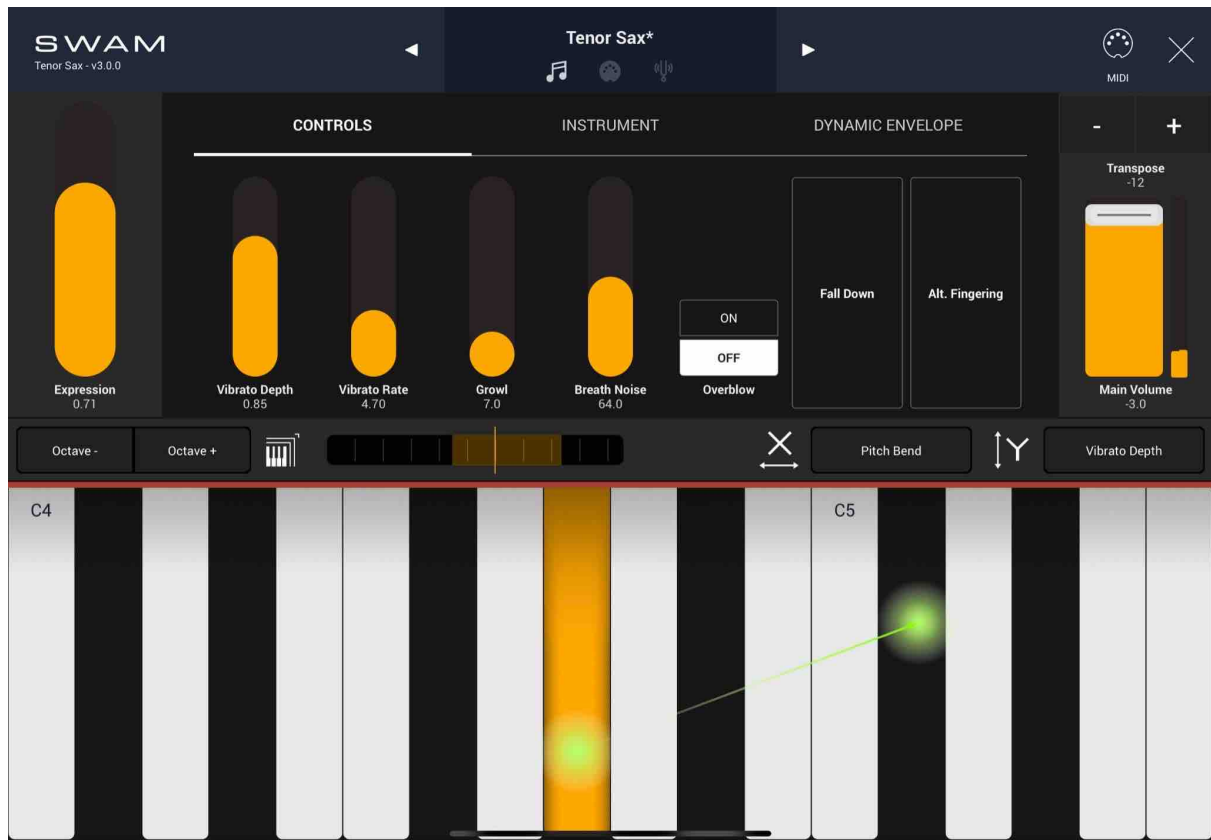 SWAM
Tenor Sax - v3.0.0
Tenor Sax*
MIDI
CONTROLS
INSTRUMENT
DYNAMIC ENVELOPE
-
+
Transpose
-12
ON
OFF
Fall Down
Alt. Fingering
Expression
0.71
Vibrato Depth
0.85
Vibrato Rate
4.70
Growl
7.0
Breath Noise
64.0
Overblow
Main Volume
-3.0
Octave -
Octave +
X
Pitch Bend
Y
Vibrato Depth
C4
C5